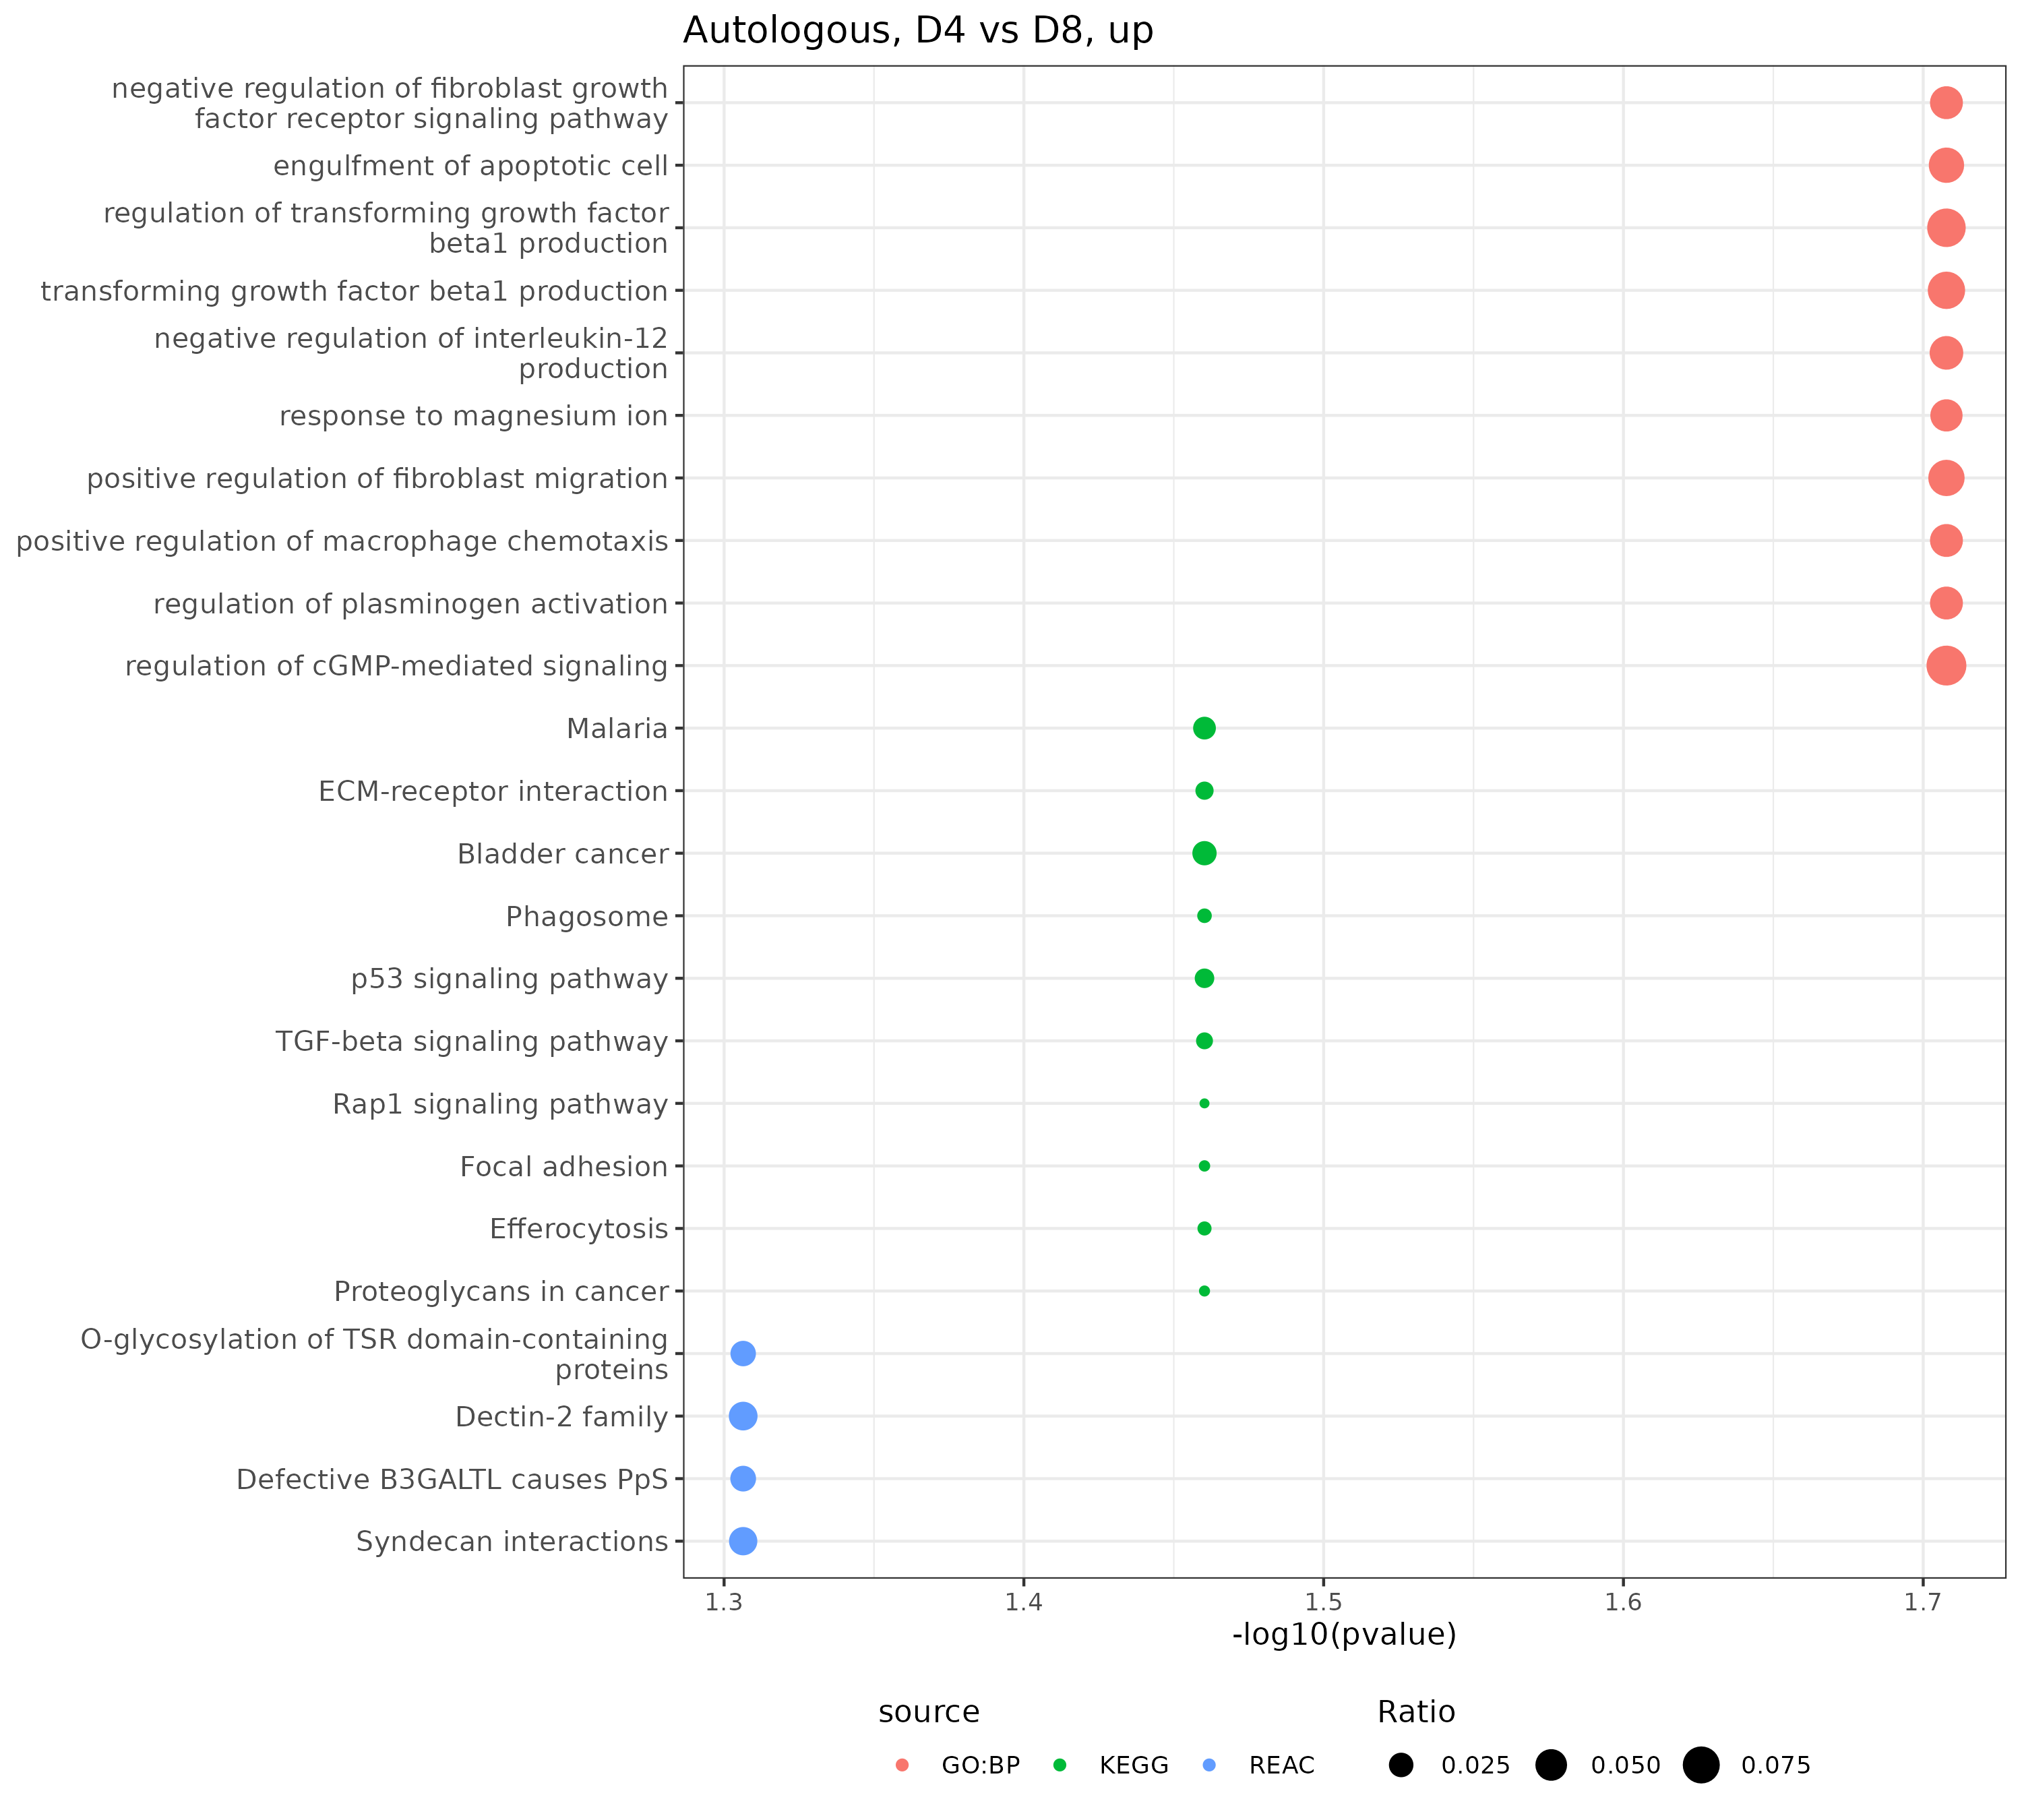 Autologous, D4 vs D8, up
negative regulation of fibroblast growth
factor receptor signaling pathway
engulfment of apoptotic cell
regulation of transforming growth factor
beta1 production
transforming growth factor beta1 production
negative regulation of interleukin-12
production
response to magnesium ion
positive regulation of fibroblast migration
positive regulation of macrophage chemotaxis
regulation of plasminogen activation
regulation of cGMP-mediated signaling
Malaria
ECM-receptor interaction
Bladder cancer
Phagosome
p53 signaling pathway
TGF-beta signaling pathway
Rap1 signaling pathway
Focal adhesion
Efferocytosis
Proteoglycans in cancer
O-glycosylation of TSR domain-containing
proteins
Dectin-2 family
Defective B3GALTL causes PpS
Syndecan interactions
1.3 1.4 1.5 1.6 1.7
-log10(pvalue)
source Ratio
GO:BP KEGG REAC 0.025 0.050 0.075